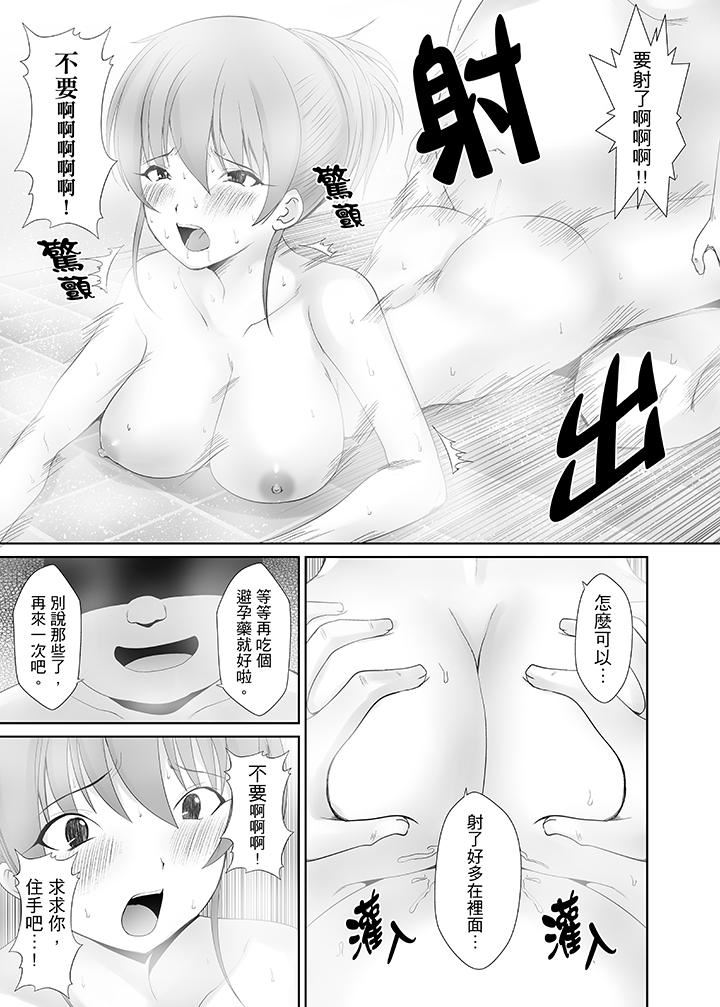 要射了啊啊啊!!
射
出
不要啊啊啊啊啊!
驚顫
驚顫
怎麼可以…
射了好多在裡面…
灌入
灌入
等等再吃個
避孕藥就好啦。
別說那些了,
再來一次吧。
不要啊啊啊!
求求你,
住手吧…!